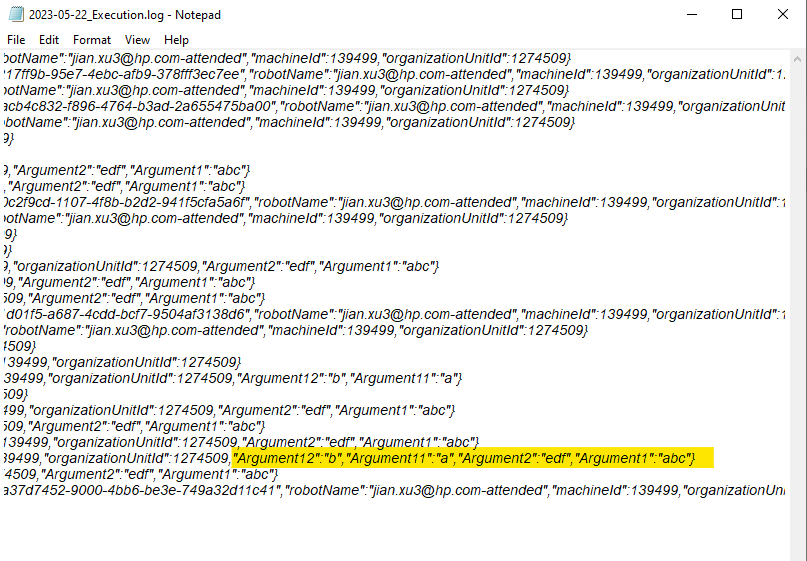 2023-05-22_Execution.log - Notepad
File Edit Format View Help
obotName":"jian.xu3@hp.com-attended","machineId":139499,"organizationUnitId":1274509}
217ff9b-95e7-4ebc-afb9-378fff3ec7ee","robotName":"jian.xu3@hp.com-attended","machineId":139499,"organizationUnitId":1
botName":"jian.xu3@hp.com-attended","machineId":139499,"organizationUnitId":1274509}
acb4c832-f896-4764-b3ad-2a655475ba00","robotName":"jian.xu3@hp.com-attended","machineId":139499,"organizationUnit
obotName":"jian.xu3@hp.com-attended","machineId":139499,"organizationUnitId":1274509}
9}
9,"Argument2":"edf","Argument1":"abc"}
,"Argument2":"edf","Argument1":"abc"}
0c2f9cd-1107-4f8b-b2d2-941f5cfa5a6f","robotName":"jian.xu3@hp.com-attended","machineId":139499,"organizationUnitId":1
botName":"jian.xu3@hp.com-attended","machineId":139499,"organizationUnitId":1274509}
9}
9}
9,"organizationUnitId":1274509,"Argument2":"edf","Argument1":"abc"}
09,"Argument2":"edf","Argument1":"abc"}
509,"Argument2":"edf","Argument1":"abc"}
1d01f5-a687-4cdd-bcf7-9504af3138d6","robotName":"jian.xu3@hp.com-attended","machineId":139499,"organizationUnitId":1
"robotName":"jian.xu3@hp.com-attended","machineId":139499,"organizationUnitId":1274509}
4509}
139499,"organizationUnitId":1274509}
39499,"organizationUnitId":1274509,"Argument12":"b","Argument11":"a"}
509}
499,"organizationUnitId":1274509,"Argument2":"edf","Argument1":"abc"}
509,"Argument2":"edf","Argument1":"abc"}
139499,"organizationUnitId":1274509,"Argument2":"edf","Argument1":"abc"}
39499,"organizationUnitId":1274509,"Argument12":"b","Argument11":"a","Argument2":"edf","Argument1":"abc"}
74509,"Argument2":"edf","Argument1":"abc"}
a37d7452-9000-4bb6-be3e-749a32d11c41","robotName":"jian.xu3@hp.com-attended","machineId":139499,"organizationUni